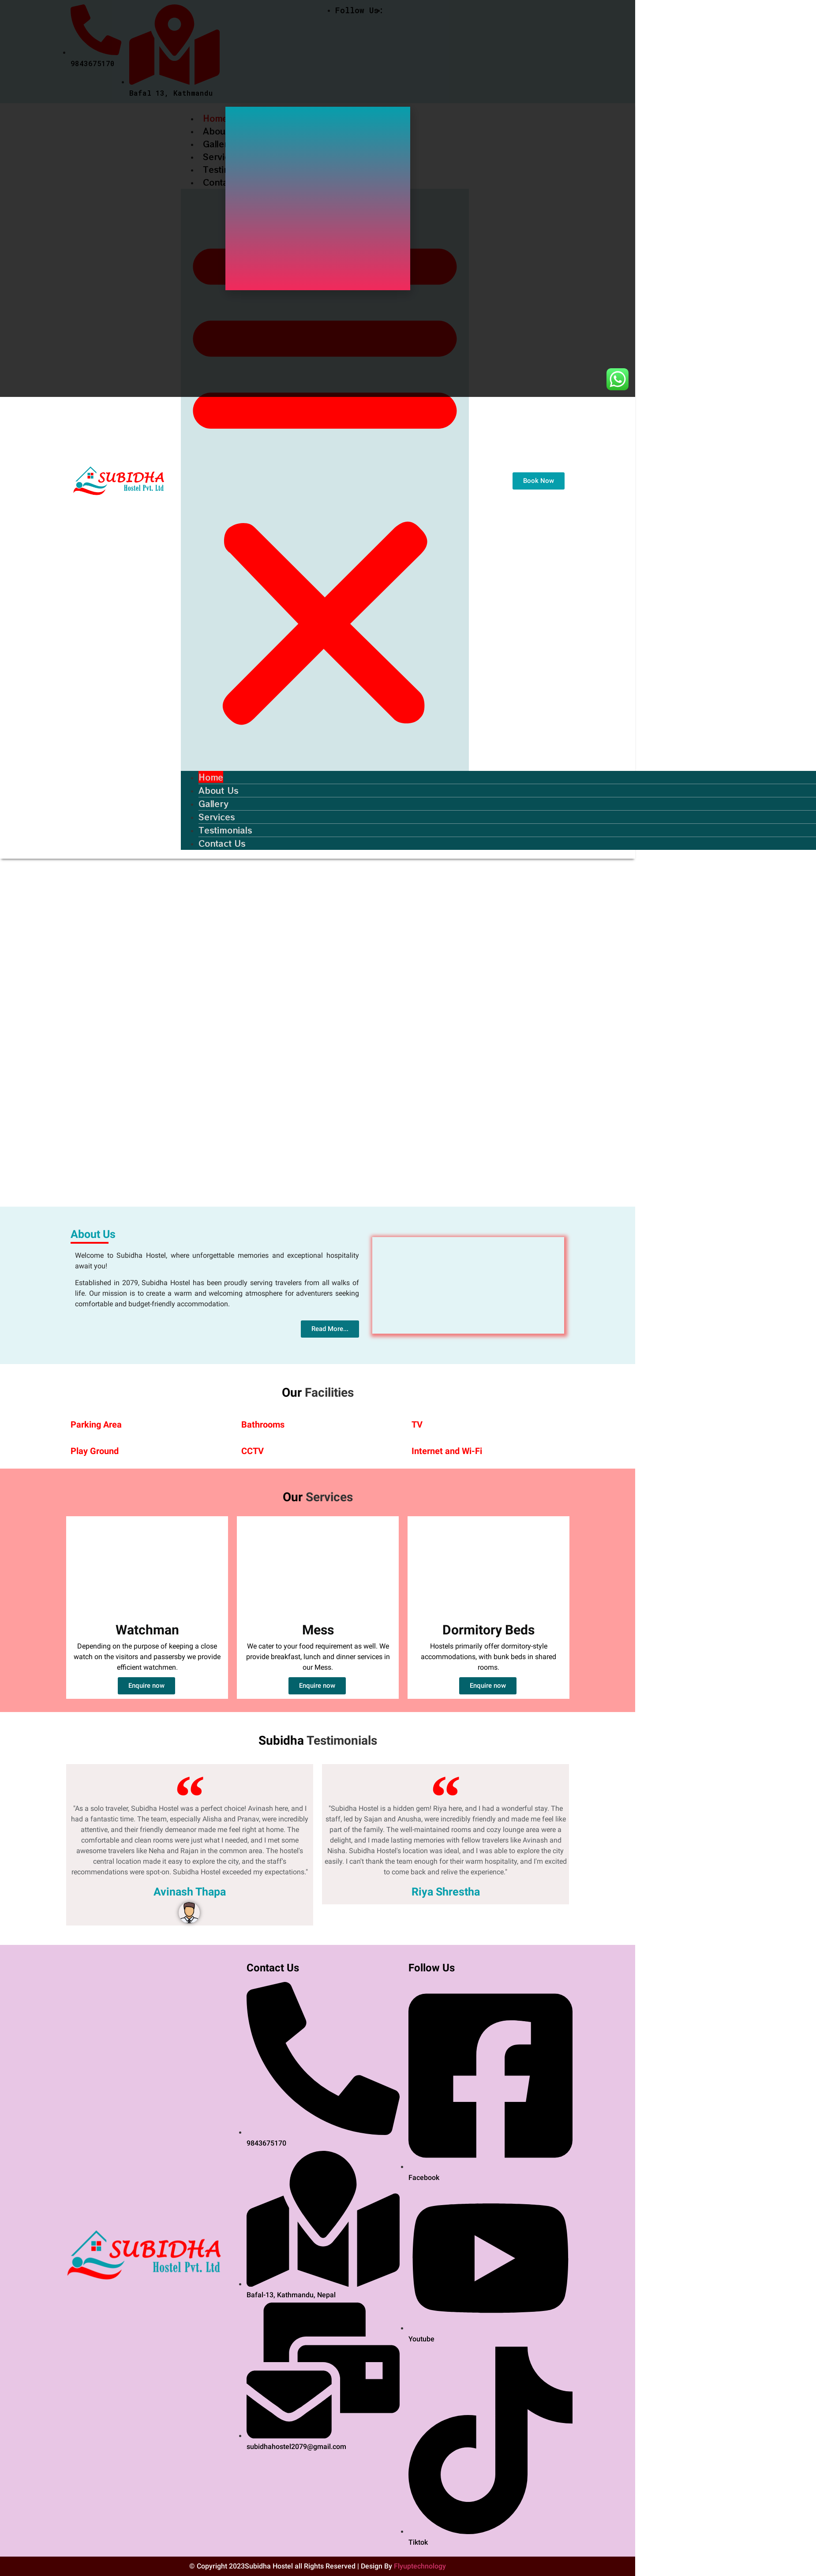 Follow Us:
9843675170
Bafal 13, Kathmandu
Home
SUBIDHA
Hostel Pvt. Ltd
Book Now
Home
About Us
Gallery
Services
Testimonials
Contact Us
About Us
Welcome to Subidha Hostel, where unforgettable memories and exceptional hospitality
await you!
Established in 2079, Subidha Hostel has been proudly serving travelers from all walks of
life. Our mission is to create a warm and welcoming atmosphere for adventurers seeking
comfortable and budget-friendly accommodation.
Read More...
Our Facilities
Parking Area
Bathrooms
TV
Play Ground
CCTV
Internet and Wi-Fi
Our Services
Watchman
Depending on the purpose of keeping a close
watch on the visitors and passersby we provide
efficient watchmen.
Enquire now
Mess
We cater to your food requirement as well. We
provide breakfast, lunch and dinner services in
our Mess.
Enquire now
Dormitory Beds
Hostels primarily offer dormitory-style
accommodations, with bunk beds in shared
rooms.
Enquire now
Subidha Testimonials
"As a solo traveler, Subidha Hostel was a perfect choice! Avinash here, and I
had a fantastic time. The team, especially Alisha and Pranav, were incredibly
attentive, and their friendly demeanor made me feel right at home. The
comfortable and clean rooms were just what I needed, and I met some
awesome travelers like Neha and Rajan in the common area. The hostel's
central location made it easy to explore the city, and the staff's
recommendations were spot-on. Subidha Hostel exceeded my expectations."
Avinash Thapa
"Subidha Hostel is a hidden gem! Riya here, and I had a wonderful stay. The
staff, led by Sajan and Anusha, were incredibly friendly and made me feel like
part of the family. The well-maintained rooms and cozy lounge area were a
delight, and I made lasting memories with fellow travelers like Avinash and
Nisha. Subidha Hostel's location was ideal, and I was able to explore the city
easily. I can't thank the team enough for their warm hospitality, and I'm excited
to come back and relive the experience."
Riya Shrestha
SUBIDHA
Hostel Pvt. Ltd
Contact Us
9843675170
Bafal-13, Kathmandu, Nepal
subidhahostel2079@gmail.com
Follow Us
Facebook
Youtube
Tiktok
© Copyright 2023Subidha Hostel all Rights Reserved | Design By Flyuptechnology